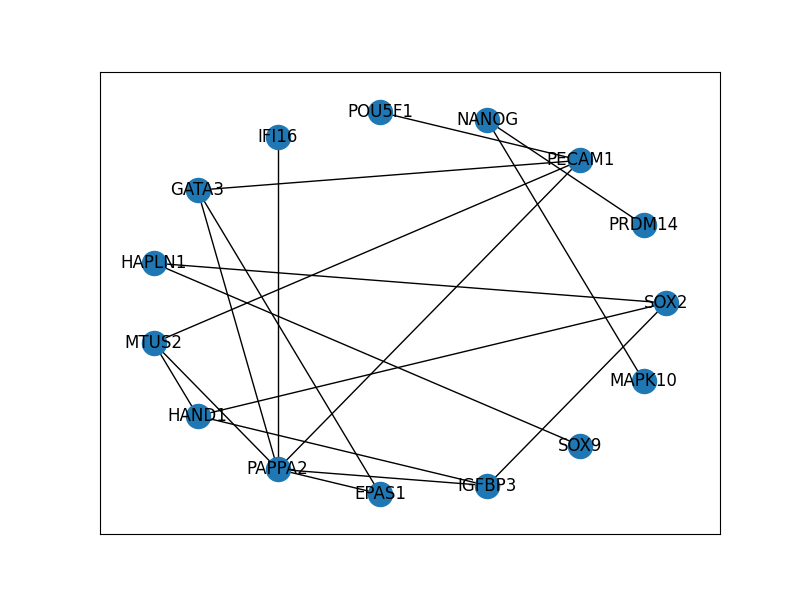 POU5F1
NANOG
IFI16
PECAM1
GATA3
PRDM14
HAPLN1
SOX2
MTUS2
MAPK10
HAND1
SOX9
PAPPA2
IGFBP3
EPAS1